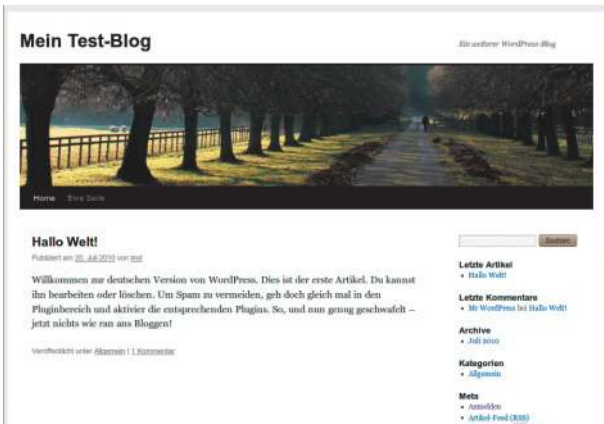 Mein Test-Blog
Ein weiterer WordPress-Blog
Home Eine Seite
Hallo Welt!
Publiziert am 20. Juli 2010 von
Willkommen zur deutschen Version von WordPress. Dies ist der erste Artikel. Du kannst
ihn bearbeiten oder löschen. Um Spam zu vermeiden, geh doch gleich mal in den
Pluginbereich und aktivier die entsprechenden Plugins. So, und nun genug geschwafelt –
jetzt nichts wie ran ans Bloggen!
Veröffentlicht unter Allgemein | 1 Kommentar
Suchen
Letzte Artikel
• Hallo Welt!
Letzte Kommentare
• Mr WordPress bei Hallo Welt!
Archive
• Juli 2010
Kategorien
• Allgemein
Meta
• Anmelden
• Artikel-Feed (RSS)